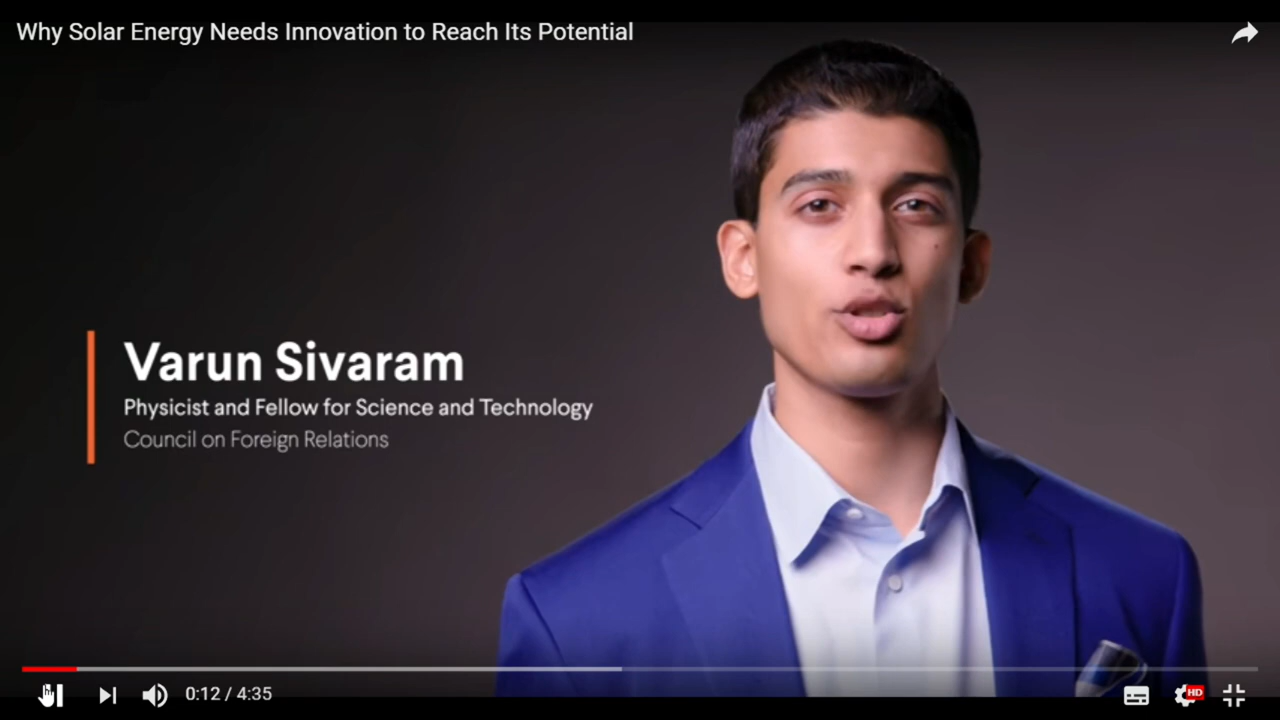 Why Solar Energy Needs Innovation to Reach Its Potential
Varun Sivaram
Physicist and Fellow for Science and Technology
Council on Foreign Relations
0:12 / 4:35
HD